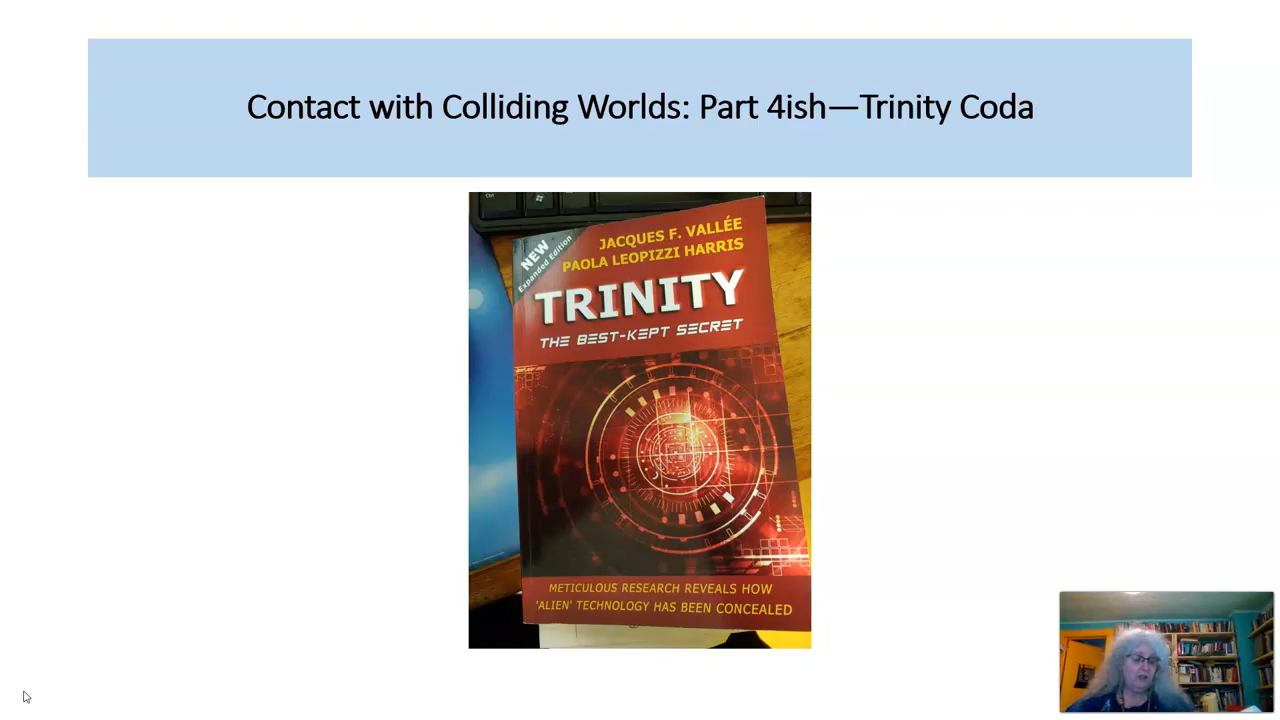 Contact with Colliding Worlds: Part 4ish—Trinity Coda
NEW
Expanded Edition
JACQUES F. VALLÉE
PAOLA LEOPIZZI HARRIS
TRINITY
THE BEST-KEPT SECRET
METICULOUS RESEARCH REVEALS HOW
'ALIEN' TECHNOLOGY HAS BEEN CONCEALED